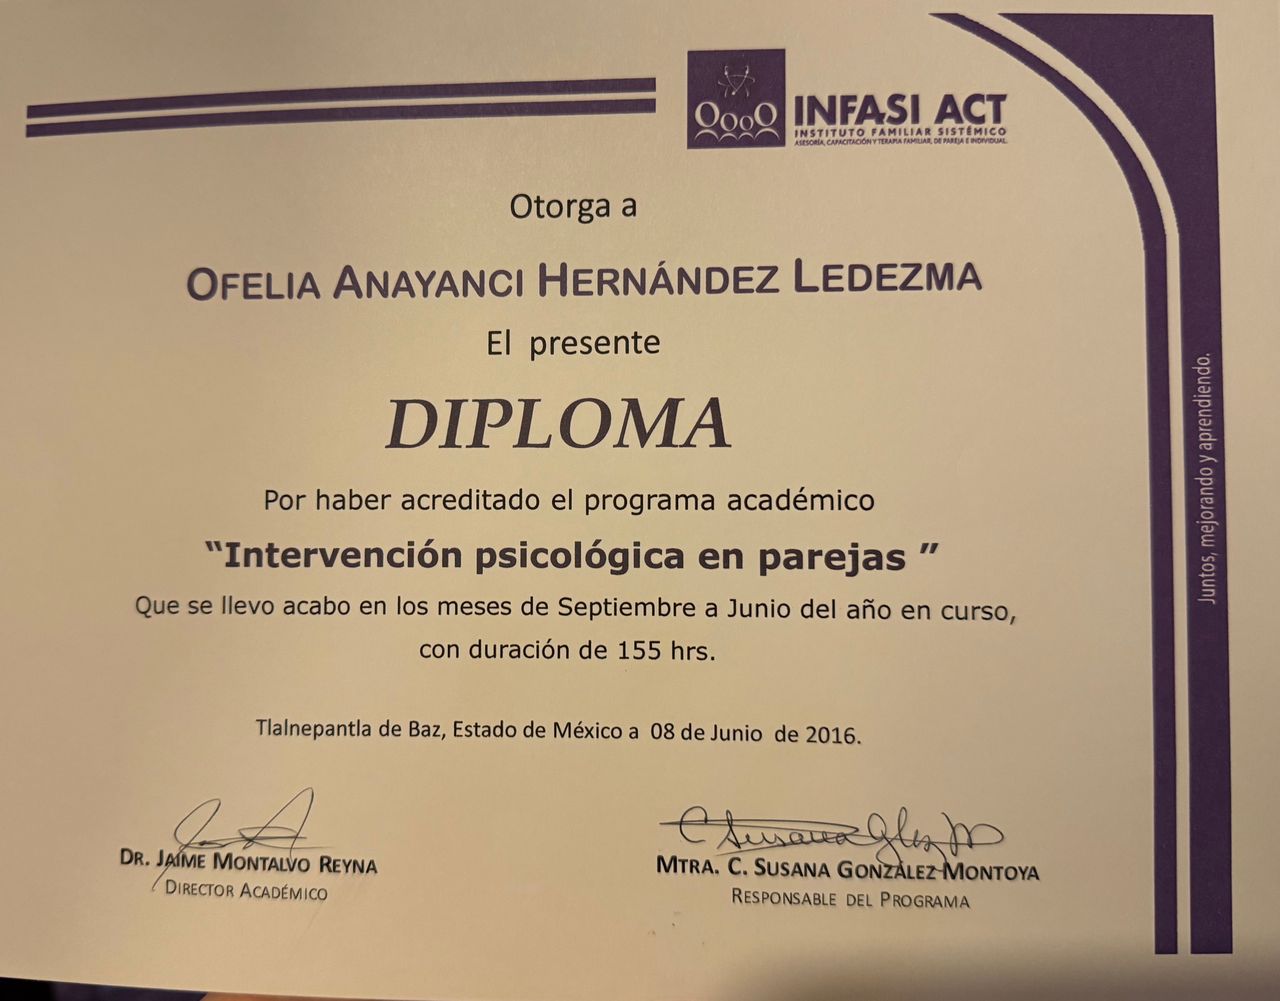 INFASI ACT
INSTITUTO FAMILIAR SISTÉMICO
ASESORÍA, CAPACITACIÓN Y TERAPIA FAMILIAR, DE PAREJA E INDIVIDUAL.
Otorga a
OFELIA ANAYANCI HERNÁNDEZ LEDEZMA
El presente
DIPLOMA
Por haber acreditado el programa académico
“Intervención psicológica en parejas ”
Que se llevo acabo en los meses de Septiembre a Junio del año en curso,
con duración de 155 hrs.
Tlalnepantla de Baz, Estado de México a 08 de Junio de 2016.
DR. JAIME MONTALVO REYNA
DIRECTOR ACADÉMICO
C Susana Glez M
MTRA. C. SUSANA GONZÁLEZ MONTOYA
RESPONSABLE DEL PROGRAMA
Juntos, mejorando y aprendiendo.